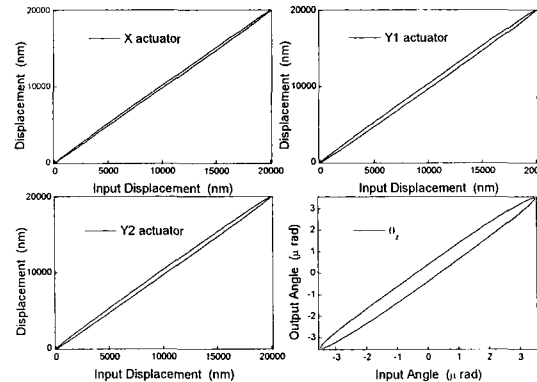 20000
10000
0
Displacement (nm)
X actuator
0 5000 10000 15000 20000
Input Displacement (nm)
20000
10000
0
Displacement (nm)
Y1 actuator
0 5000 10000 15000 20000
Input Displacement (nm)
20000
10000
0
Displacement (nm)
Y2 actuator
0 5000 10000 15000 20000
Input Displacement (nm)
3
2
1
0
-1
-2
-3
Output Angle (μ rad)
θz
-3 -2 -1 0 1 2 3
Input Angle (μ rad)